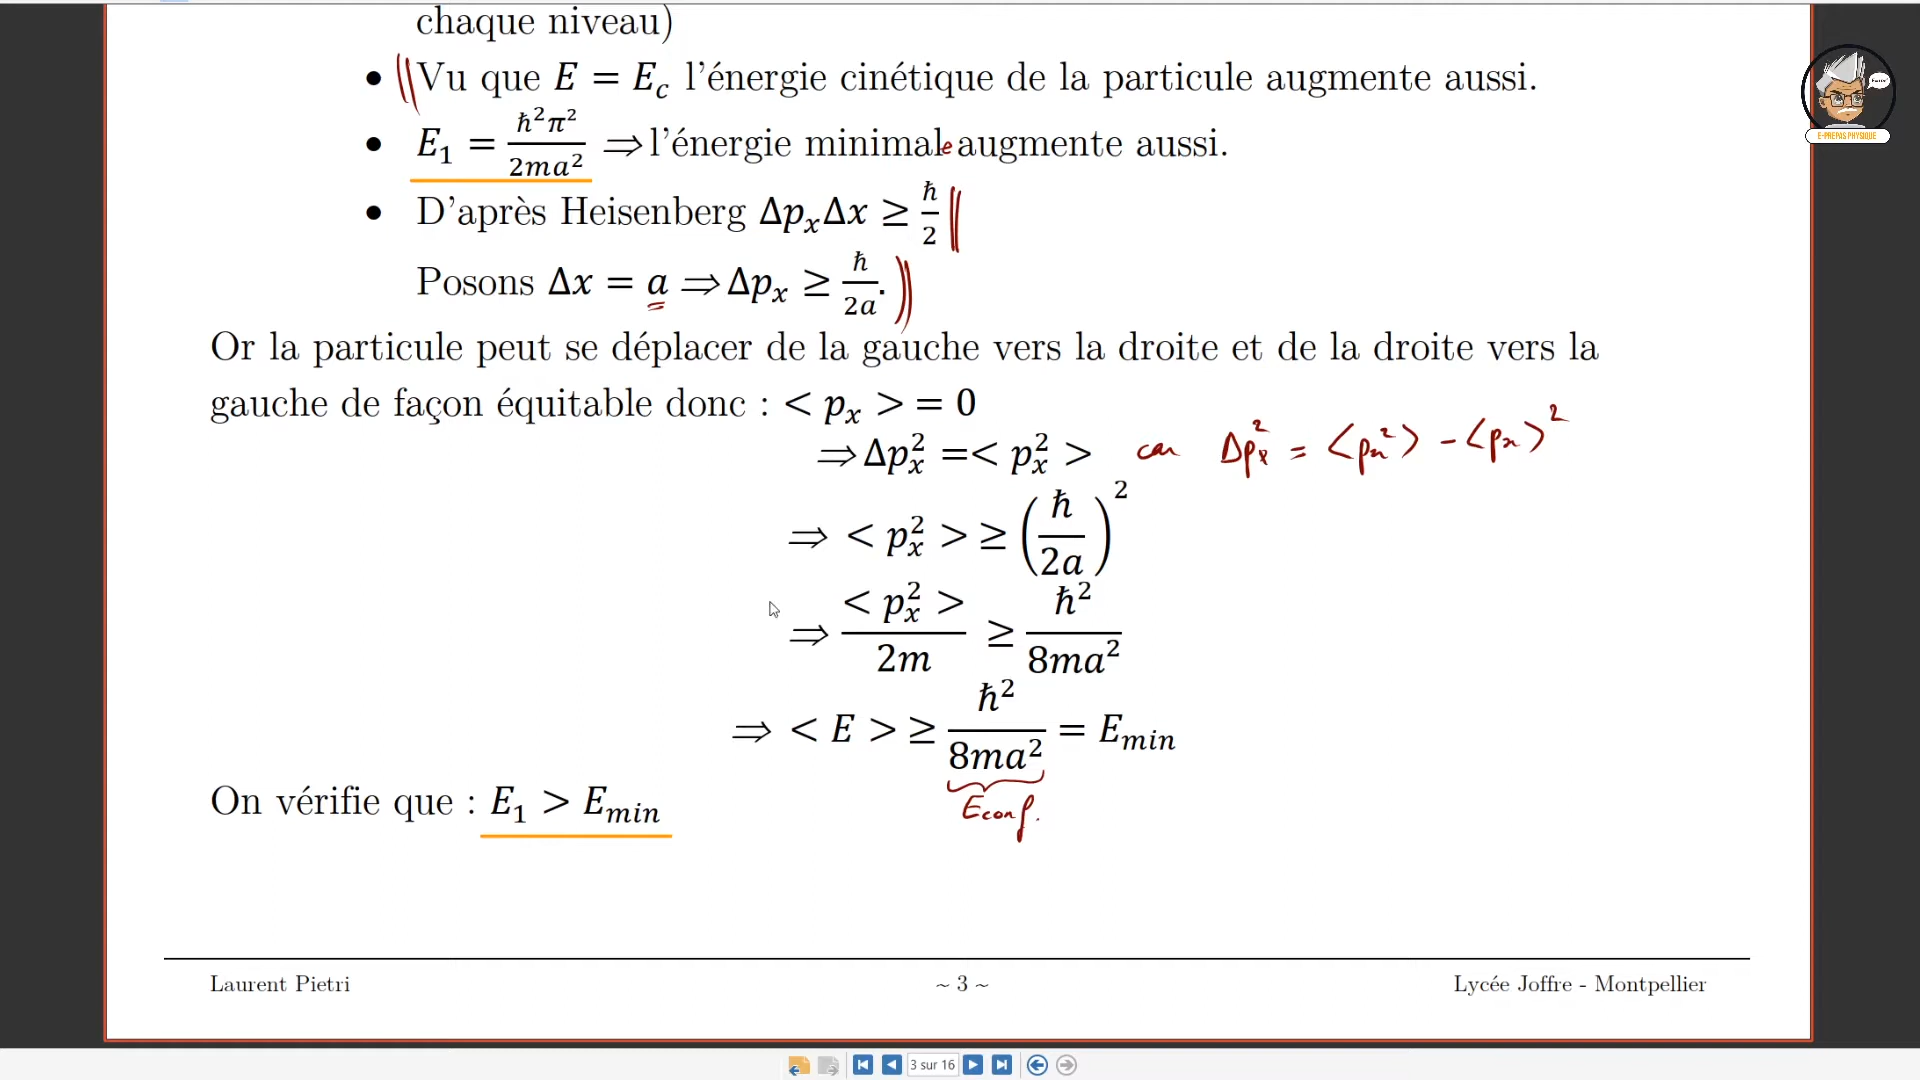 chaque niveau)
• Vu que E = E_c l'énergie cinétique de la particule augmente aussi.
• E_1 = ħ²π² / 2ma² ⟹ l'énergie minimale augmente aussi.
• D'après Heisenberg Δp_xΔx ≥ ħ/2
Posons Δx = a ⟹ Δp_x ≥ ħ/2a.
Or la particule peut se déplacer de la gauche vers la droite et de la droite vers la
gauche de façon équitable donc : < p_x > = 0
⟹ Δp_x² =< p_x² > car Δp_x² = <p_x²> - <p_x>²
⟹ < p_x² > ≥ (ħ/2a)²
⟹ < p_x² > / 2m ≥ ħ² / 8ma²
⟹ < E > ≥ ħ² / 8ma² = E_min
Econf.
On vérifie que : E_1 > E_min
Laurent Pietri
~ 3 ~
Lycée Joffre - Montpellier
E-PREPAS PHYSIQUE
3 sur 16